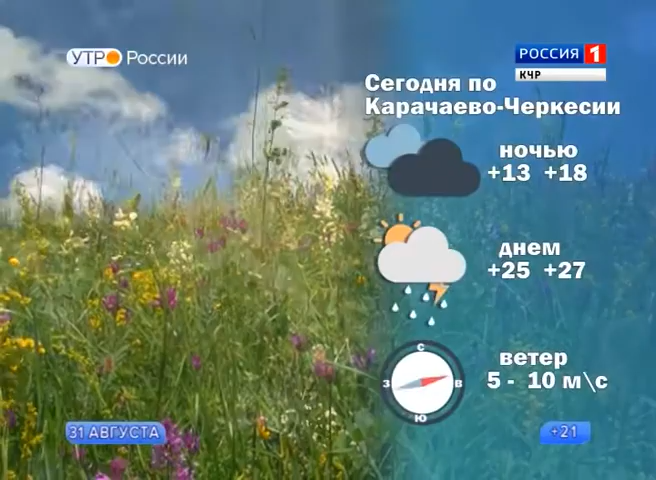 УТРО России
РОССИЯ 1
КЧР
Сегодня по
Карачаево-Черкесии
ночью
+13 +18
днем
+25 +27
С
З В
Ю
ветер
5 - 10 м\с
31 АВГУСТА
+21